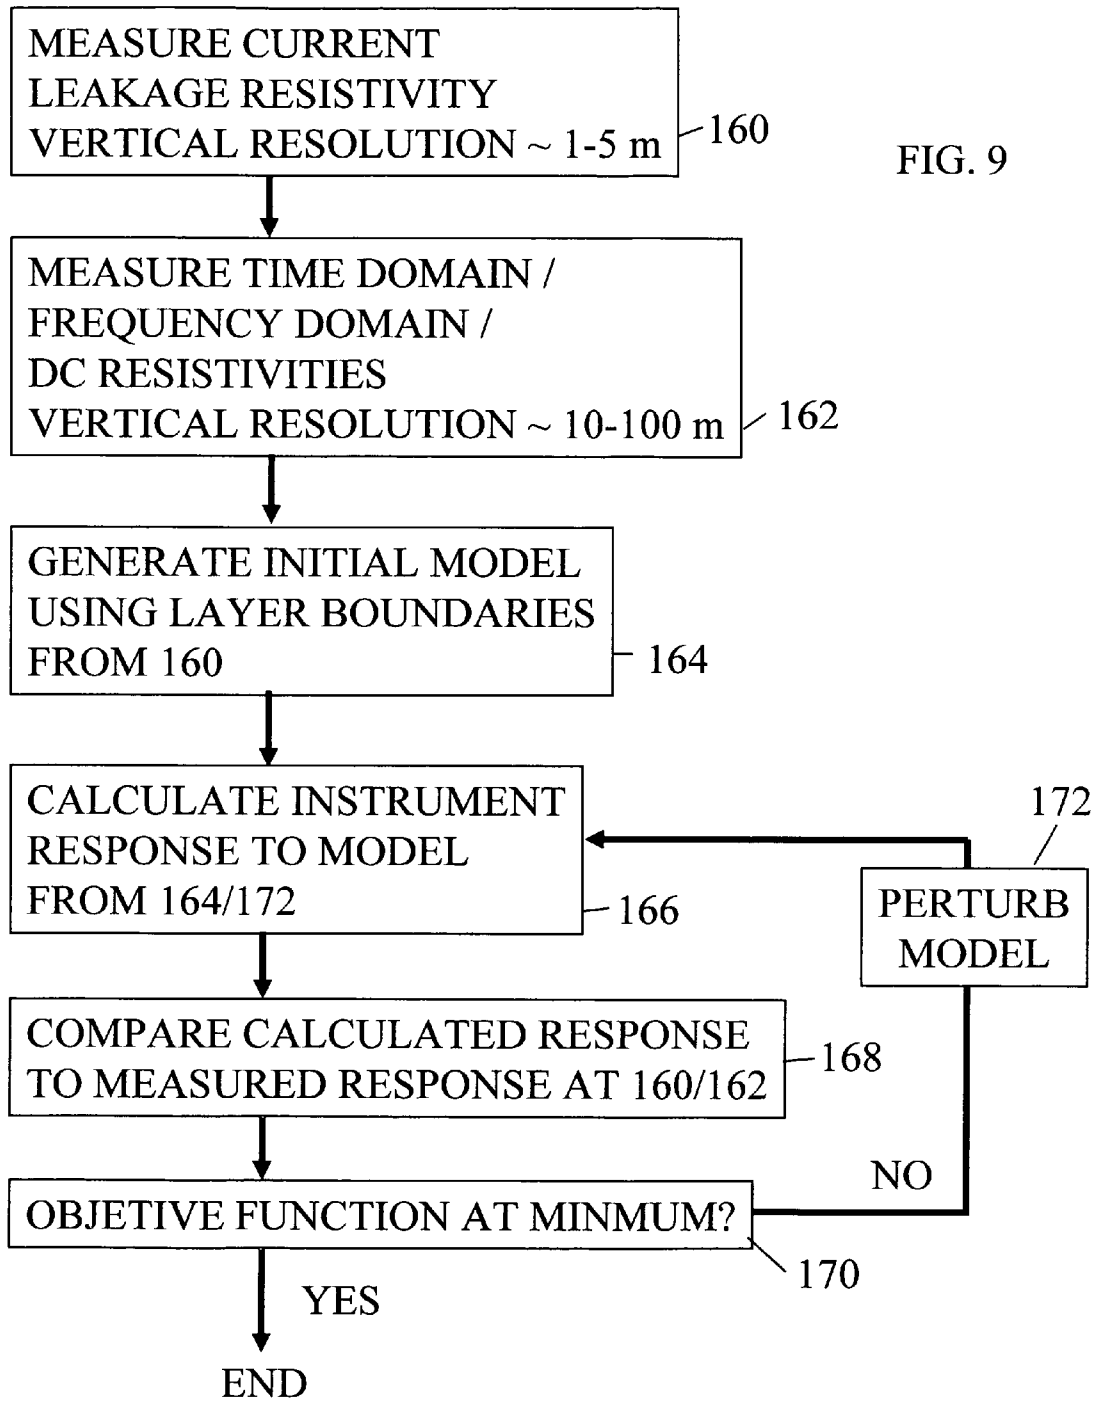 MEASURE CURRENT
LEAKAGE RESISTIVITY
VERTICAL RESOLUTION ~ 1-5 m
160
FIG. 9
MEASURE TIME DOMAIN /
FREQUENCY DOMAIN /
DC RESISTIVITIES
VERTICAL RESOLUTION ~ 10-100 m
162
GENERATE INITIAL MODEL
USING LAYER BOUNDARIES
FROM 160
164
CALCULATE INSTRUMENT
RESPONSE TO MODEL
FROM 164/172
166
172
PERTURB
MODEL
COMPARE CALCULATED RESPONSE
TO MEASURED RESPONSE AT 160/162
168
NO
OBJETIVE FUNCTION AT MINMUM?
170
YES
END